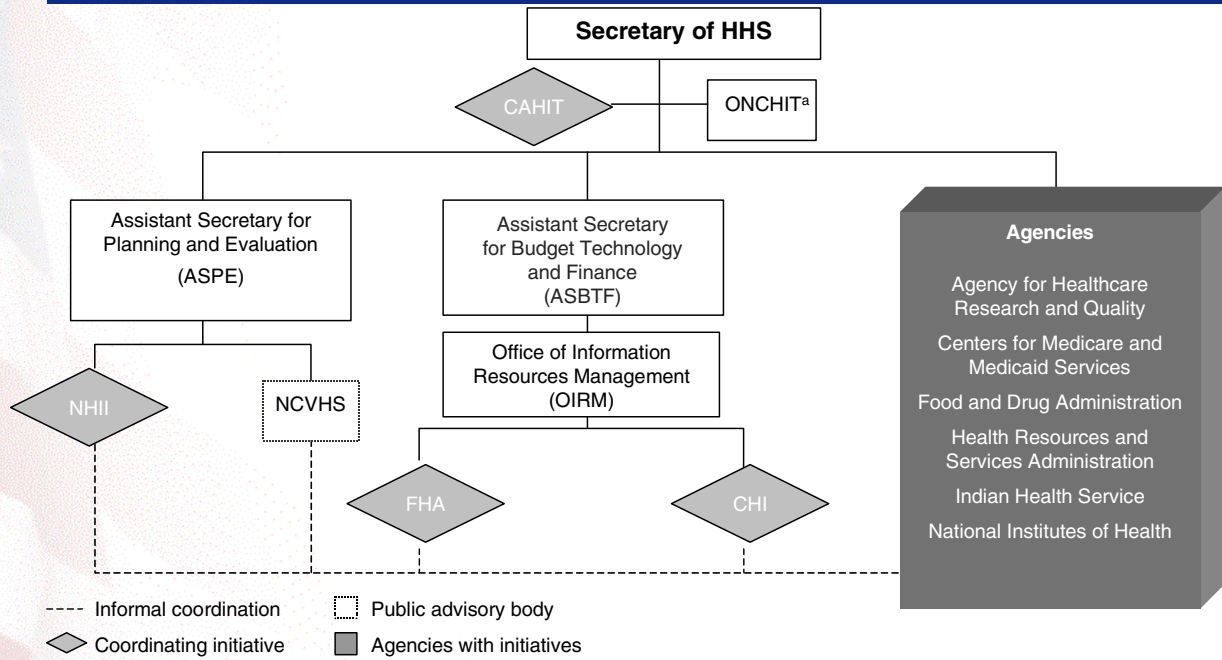 Secretary of HHS
CAHIT
ONCHITᵃ
Assistant Secretary for
Planning and Evaluation
(ASPE)
Assistant Secretary
for Budget Technology
and Finance
(ASBTF)
Agencies
Agency for Healthcare
Research and Quality
Centers for Medicare and
Medicaid Services
Food and Drug Administration
Health Resources and
Services Administration
Indian Health Service
National Institutes of Health
Office of Information
Resources Management
(OIRM)
NHII
NCVHS
FHA
CHI
Informal coordination
Public advisory body
Coordinating initiative
Agencies with initiatives